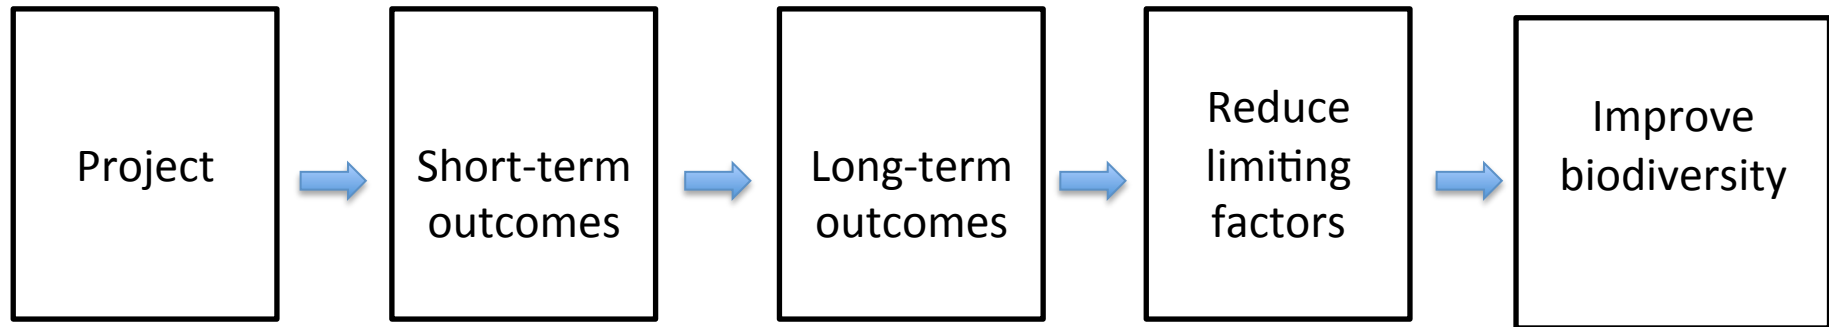 Project
Short-term
outcomes
Long-term
outcomes
Reduce
limiting
factors
Improve
biodiversity